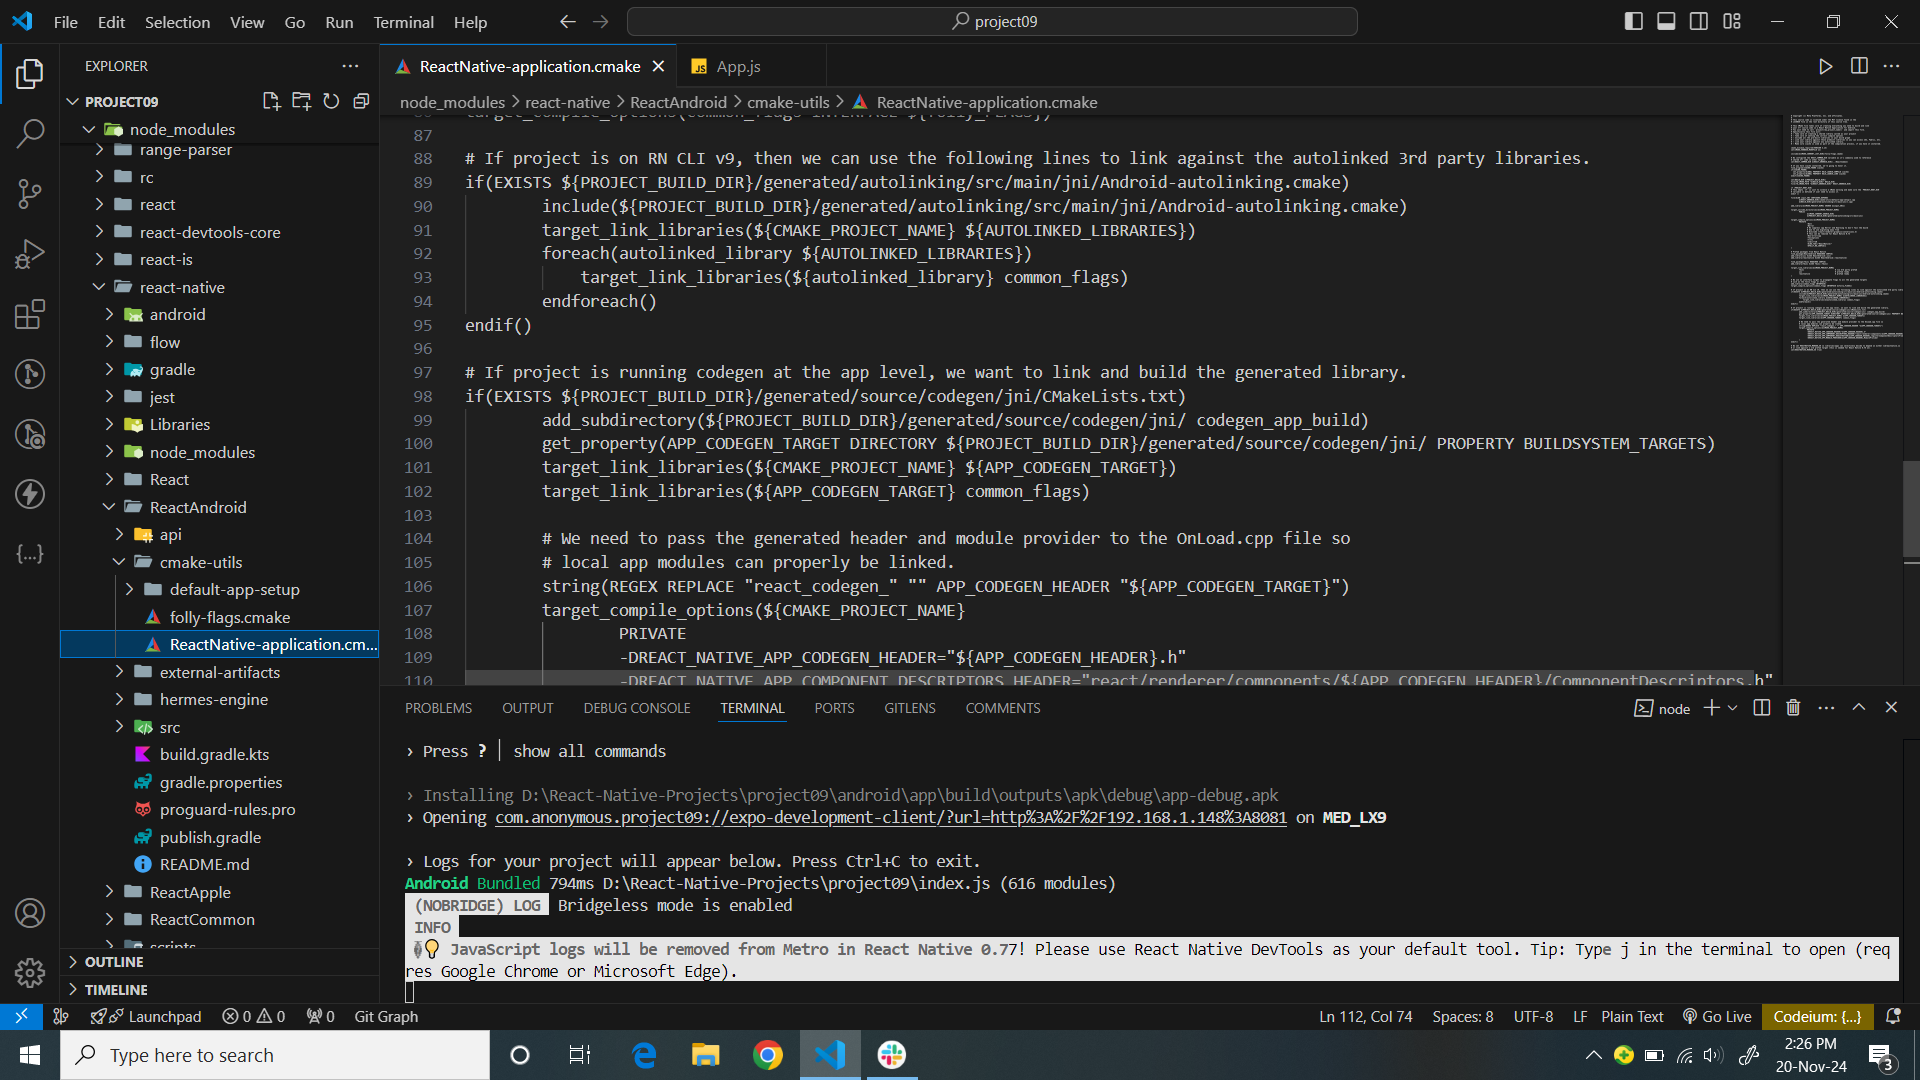 File Edit Selection View Go Run Terminal Help
project09
EXPLORER
PROJECT09
node_modules
range-parser
rc
react
react-devtools-core
react-is
react-native
android
flow
gradle
jest
Libraries
node_modules
React
ReactAndroid
api
cmake-utils
default-app-setup
folly-flags.cmake
ReactNative-application.cm...
external-artifacts
hermes-engine
src
build.gradle.kts
gradle.properties
proguard-rules.pro
publish.gradle
README.md
ReactApple
ReactCommon
scripts
OUTLINE
TIMELINE
ReactNative-application.cmake
JS App.js
node_modules > react-native > ReactAndroid > cmake-utils > ReactNative-application.cmake
86 target_compile_options(common_flags INTERFACE ${folly_FLAGS})
87
88 # If project is on RN CLI v9, then we can use the following lines to link against the autolinked 3rd party libraries.
89 if(EXISTS ${PROJECT_BUILD_DIR}/generated/autolinking/src/main/jni/Android-autolinking.cmake)
90 include(${PROJECT_BUILD_DIR}/generated/autolinking/src/main/jni/Android-autolinking.cmake)
91 target_link_libraries(${CMAKE_PROJECT_NAME} ${AUTOLINKED_LIBRARIES})
92 foreach(autolinked_library ${AUTOLINKED_LIBRARIES})
93 target_link_libraries(${autolinked_library} common_flags)
94 endforeach()
95 endif()
96
97 # If project is running codegen at the app level, we want to link and build the generated library.
98 if(EXISTS ${PROJECT_BUILD_DIR}/generated/source/codegen/jni/CMakeLists.txt)
99 add_subdirectory(${PROJECT_BUILD_DIR}/generated/source/codegen/jni/ codegen_app_build)
100 get_property(APP_CODEGEN_TARGET DIRECTORY ${PROJECT_BUILD_DIR}/generated/source/codegen/jni/ PROPERTY BUILDSYSTEM_TARGETS)
101 target_link_libraries(${CMAKE_PROJECT_NAME} ${APP_CODEGEN_TARGET})
102 target_link_libraries(${APP_CODEGEN_TARGET} common_flags)
103
104 # We need to pass the generated header and module provider to the OnLoad.cpp file so
105 # local app modules can properly be linked.
106 string(REGEX REPLACE "react_codegen_" "" APP_CODEGEN_HEADER "${APP_CODEGEN_TARGET}")
107 target_compile_options(${CMAKE_PROJECT_NAME}
108 PRIVATE
109 -DREACT_NATIVE_APP_CODEGEN_HEADER="${APP_CODEGEN_HEADER}.h"
110 -DREACT_NATIVE_APP_COMPONENT_DESCRIPTORS_HEADER="react/renderer/components/${APP_CODEGEN_HEADER}/ComponentDescriptors.h"
PROBLEMS OUTPUT DEBUG CONSOLE TERMINAL PORTS GITLENS COMMENTS
node
› Press ? │ show all commands
› Installing D:\React-Native-Projects\project09\android\app\build\outputs\apk\debug\app-debug.apk
› Opening com.anonymous.project09://expo-development-client/?url=http%3A%2F%2F192.168.1.148%3A8081 on MED_LX9
› Logs for your project will appear below. Press Ctrl+C to exit.
Android Bundled 794ms D:\React-Native-Projects\project09\index.js (616 modules)
(NOBRIDGE) LOG Bridgeless mode is enabled
INFO
💡 JavaScript logs will be removed from Metro in React Native 0.77! Please use React Native DevTools as your default tool. Tip: Type j in the terminal to open (req
res Google Chrome or Microsoft Edge).
Launchpad 0 0 0 Git Graph
Ln 112, Col 74 Spaces: 8 UTF-8 LF Plain Text Go Live Codeium: {...}
Type here to search
2:26 PM
20-Nov-24
3